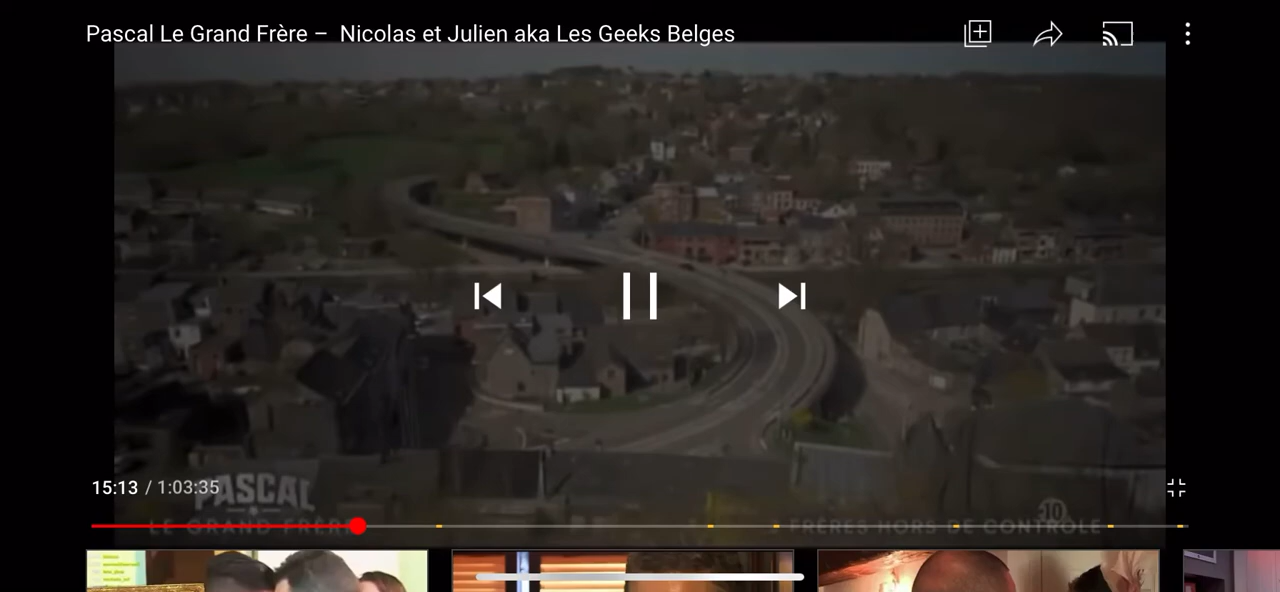 Pascal Le Grand Frère – Nicolas et Julien aka Les Geeks Belges
15:13 / 1:03:35
PASCAL
LE GRAND FRÈRE
10
FRÈRES HORS DE CONTRÔLE